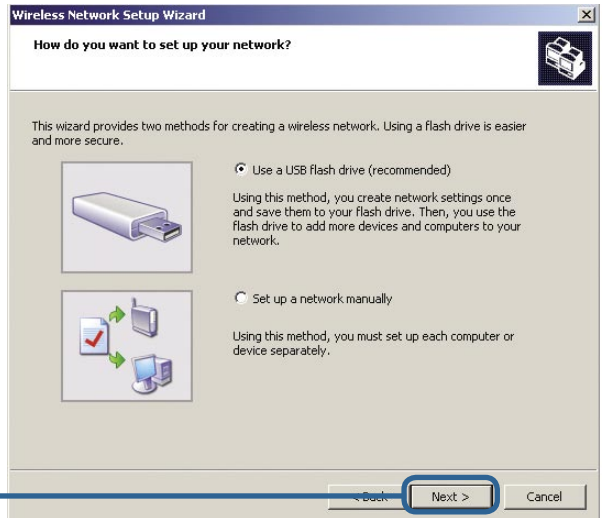 Wireless Network Setup Wizard
How do you want to set up your network?
This wizard provides two methods for creating a wireless network. Using a flash drive is easier
and more secure.
Use a USB flash drive (recommended)
Using this method, you create network settings once
and save them to your flash drive. Then, you use the
flash drive to add more devices and computers to your
network.
Set up a network manually
Using this method, you must set up each computer or
device separately.
< Back Next > Cancel